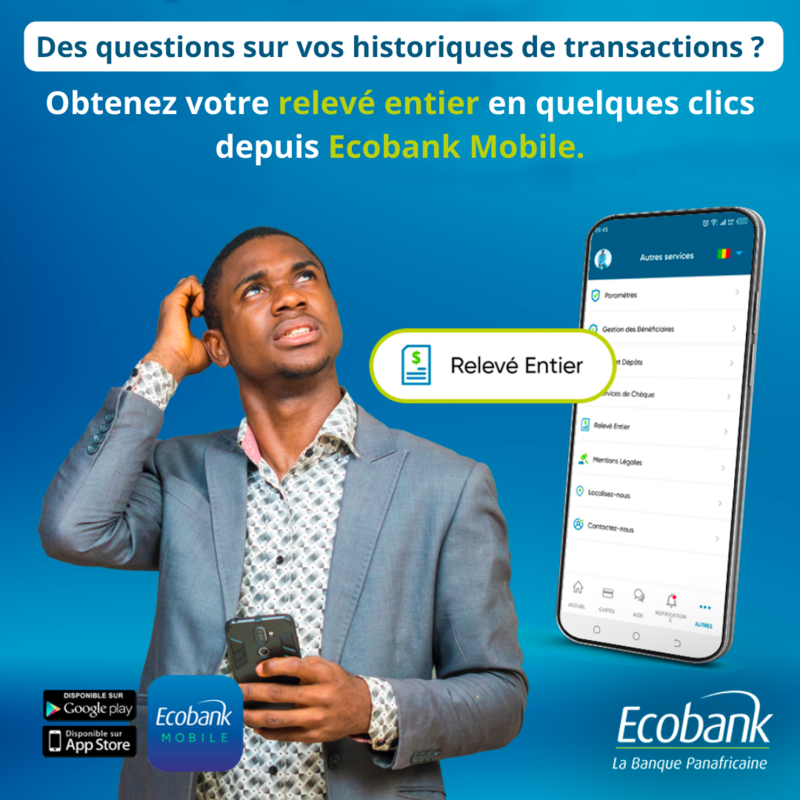 Des questions sur vos historiques de transactions ?
Obtenez votre relevé entier en quelques clics
depuis Ecobank Mobile.
Autres services
Paramètres
Gestion des Bénéficiaires
et Dépôts
Relevé Entier
de Chèque
Relevé Entier
Mentions Légales
Localisez-nous
Contactez-nous
ACCUEIL
CARTES
AIDE
NOTIFICATION
S
AUTRES
DISPONIBLE SUR
Google play
Disponible sur
App Store
Ecobank
MOBILE
Ecobank
La Banque Panafricaine